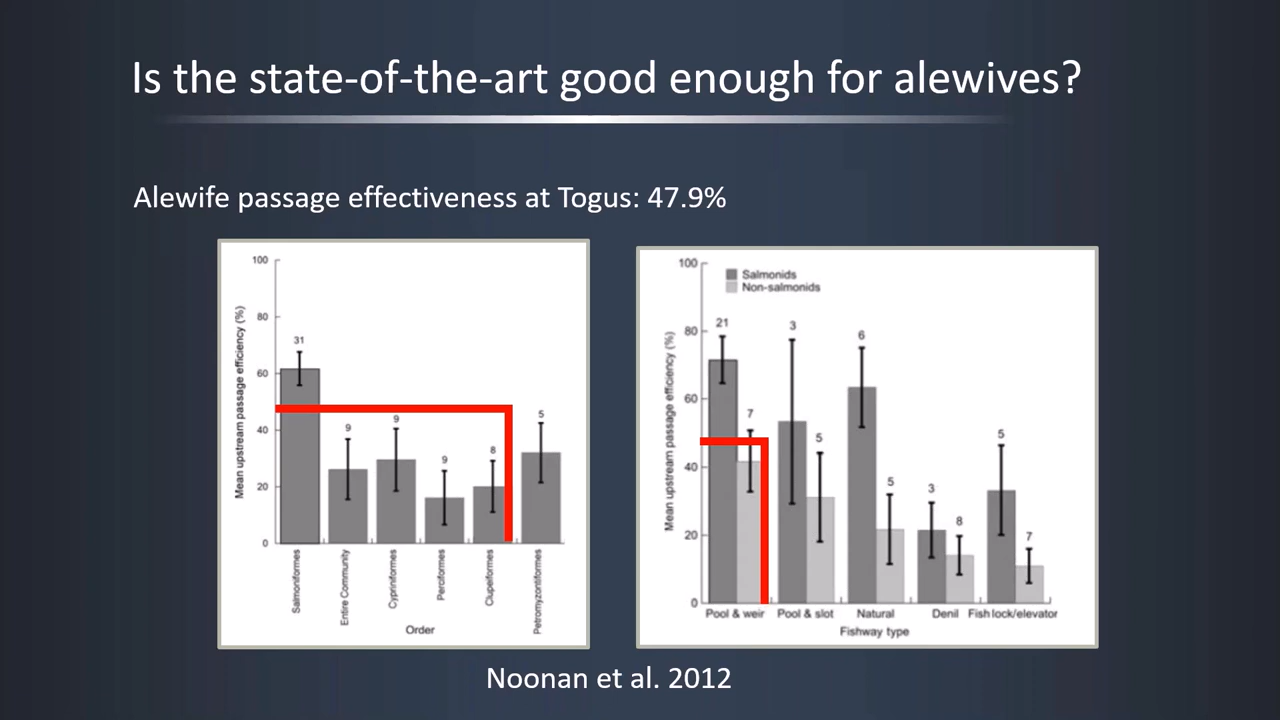 Is the state-of-the-art good enough for alewives?
Alewife passage effectiveness at Togus: 47.9%
Mean upstream passage efficiency (%)
100
80
60
40
20
0
31
9
9
9
8
5
Salmoniformes
Entire Community
Cypriniformes
Perciformes
Clupeiformes
Petromyzontiformes
Order
Mean upstream passage efficiency (%)
100
80
60
40
20
0
Salmonids
Non-salmonids
21
7
3
5
6
5
3
8
5
7
Pool & weir
Pool & slot
Natural
Denil
Fish lock/elevator
Fishway type
Noonan et al. 2012